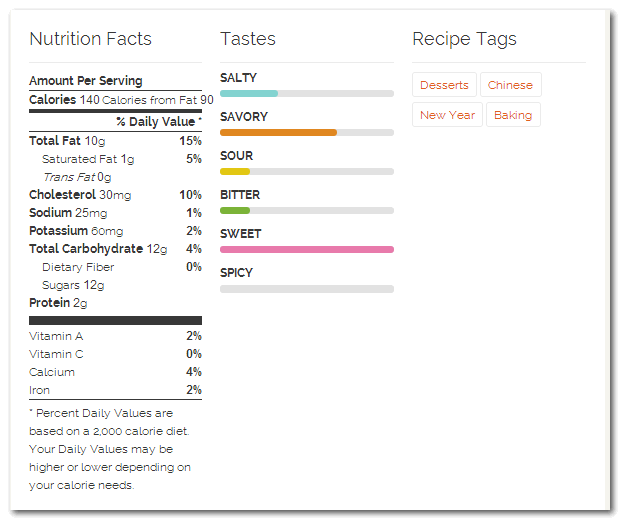 Nutrition Facts
Amount Per Serving
Calories 140 Calories from Fat 90
% Daily Value *
Total Fat 10g 15%
Saturated Fat 1g 5%
Trans Fat 0g
Cholesterol 30mg 10%
Sodium 25mg 1%
Potassium 60mg 2%
Total Carbohydrate 12g 4%
Dietary Fiber 0%
Sugars 12g
Protein 2g
Vitamin A 2%
Vitamin C 0%
Calcium 4%
Iron 2%
* Percent Daily Values are
based on a 2,000 calorie diet.
Your Daily Values may be
higher or lower depending on
your calorie needs.
Tastes
SALTY
SAVORY
SOUR
BITTER
SWEET
SPICY
Recipe Tags
Desserts Chinese
New Year Baking